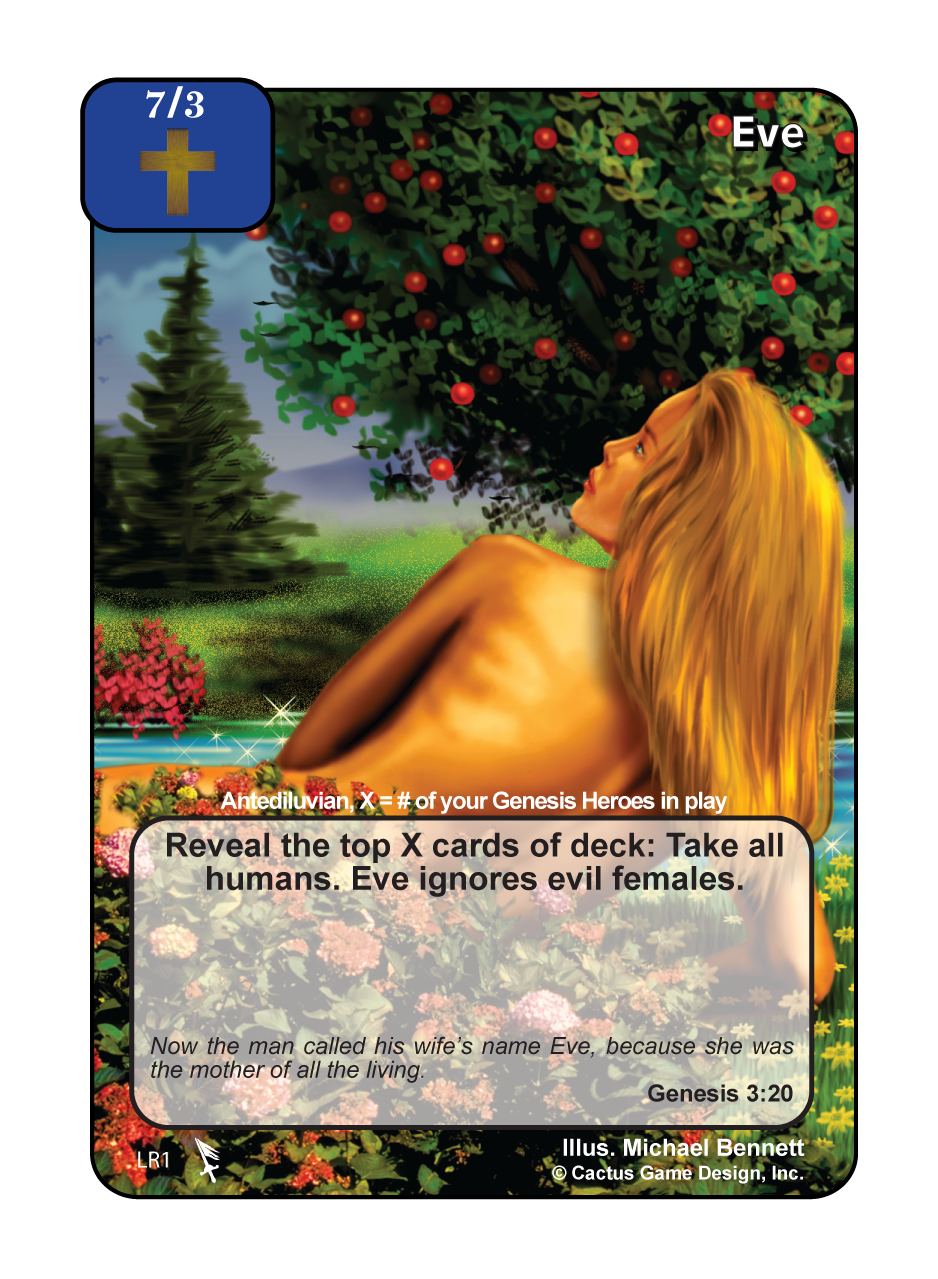 7/3
Eve
Antediluvian, X = # of your Genesis Heroes in play
Reveal the top X cards of deck: Take all
humans. Eve ignores evil females.
Now the man called his wife's name Eve, because she was
the mother of all the living.
Genesis 3:20
LR1
Illus. Michael Bennett
© Cactus Game Design, Inc.